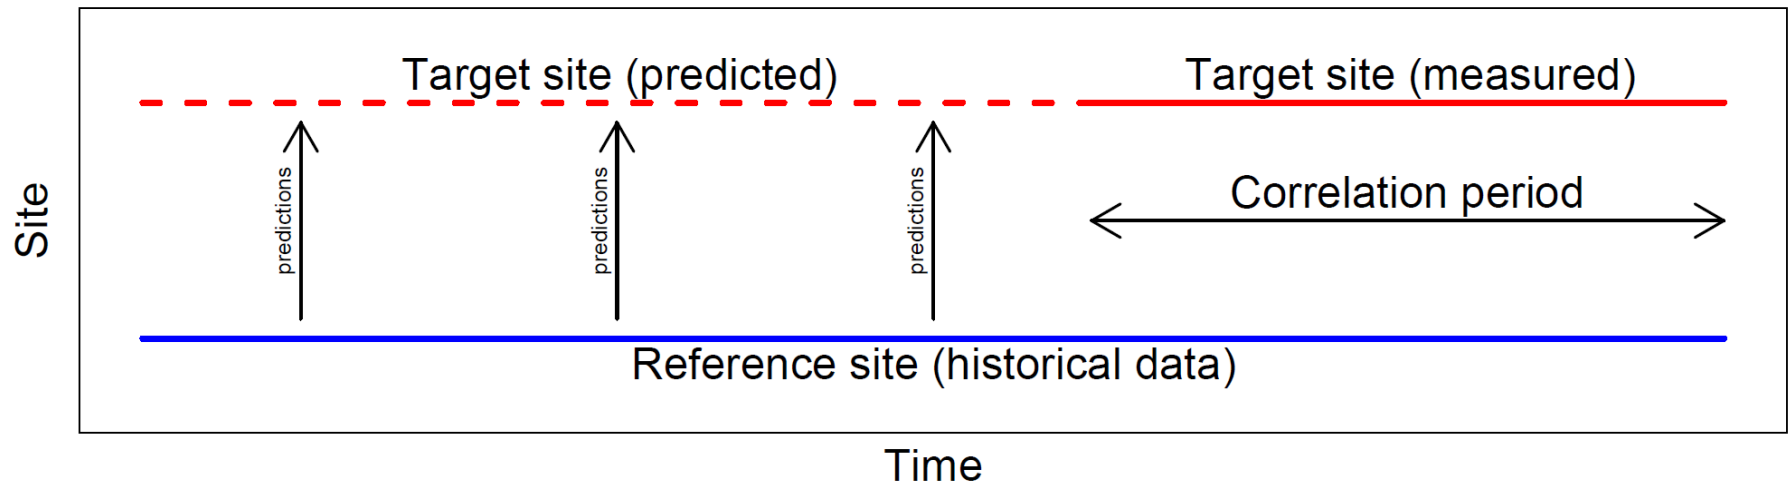 Target site (predicted)
Target site (measured)
predictions
predictions
predictions
Correlation period
Site
Reference site (historical data)
Time